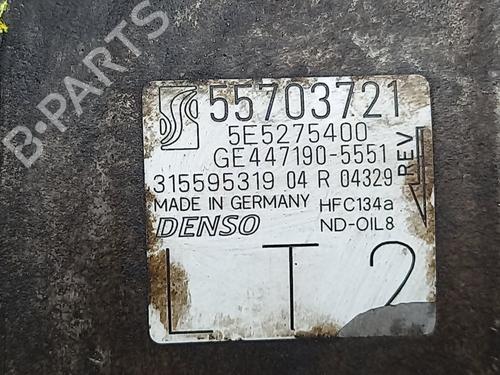 B-PARTS
55703721
5E5275400
GE447190-5551
315595319 04 R 04329
REV
MADE IN GERMANY HFC134a
DENSO ND-OIL8
LT2